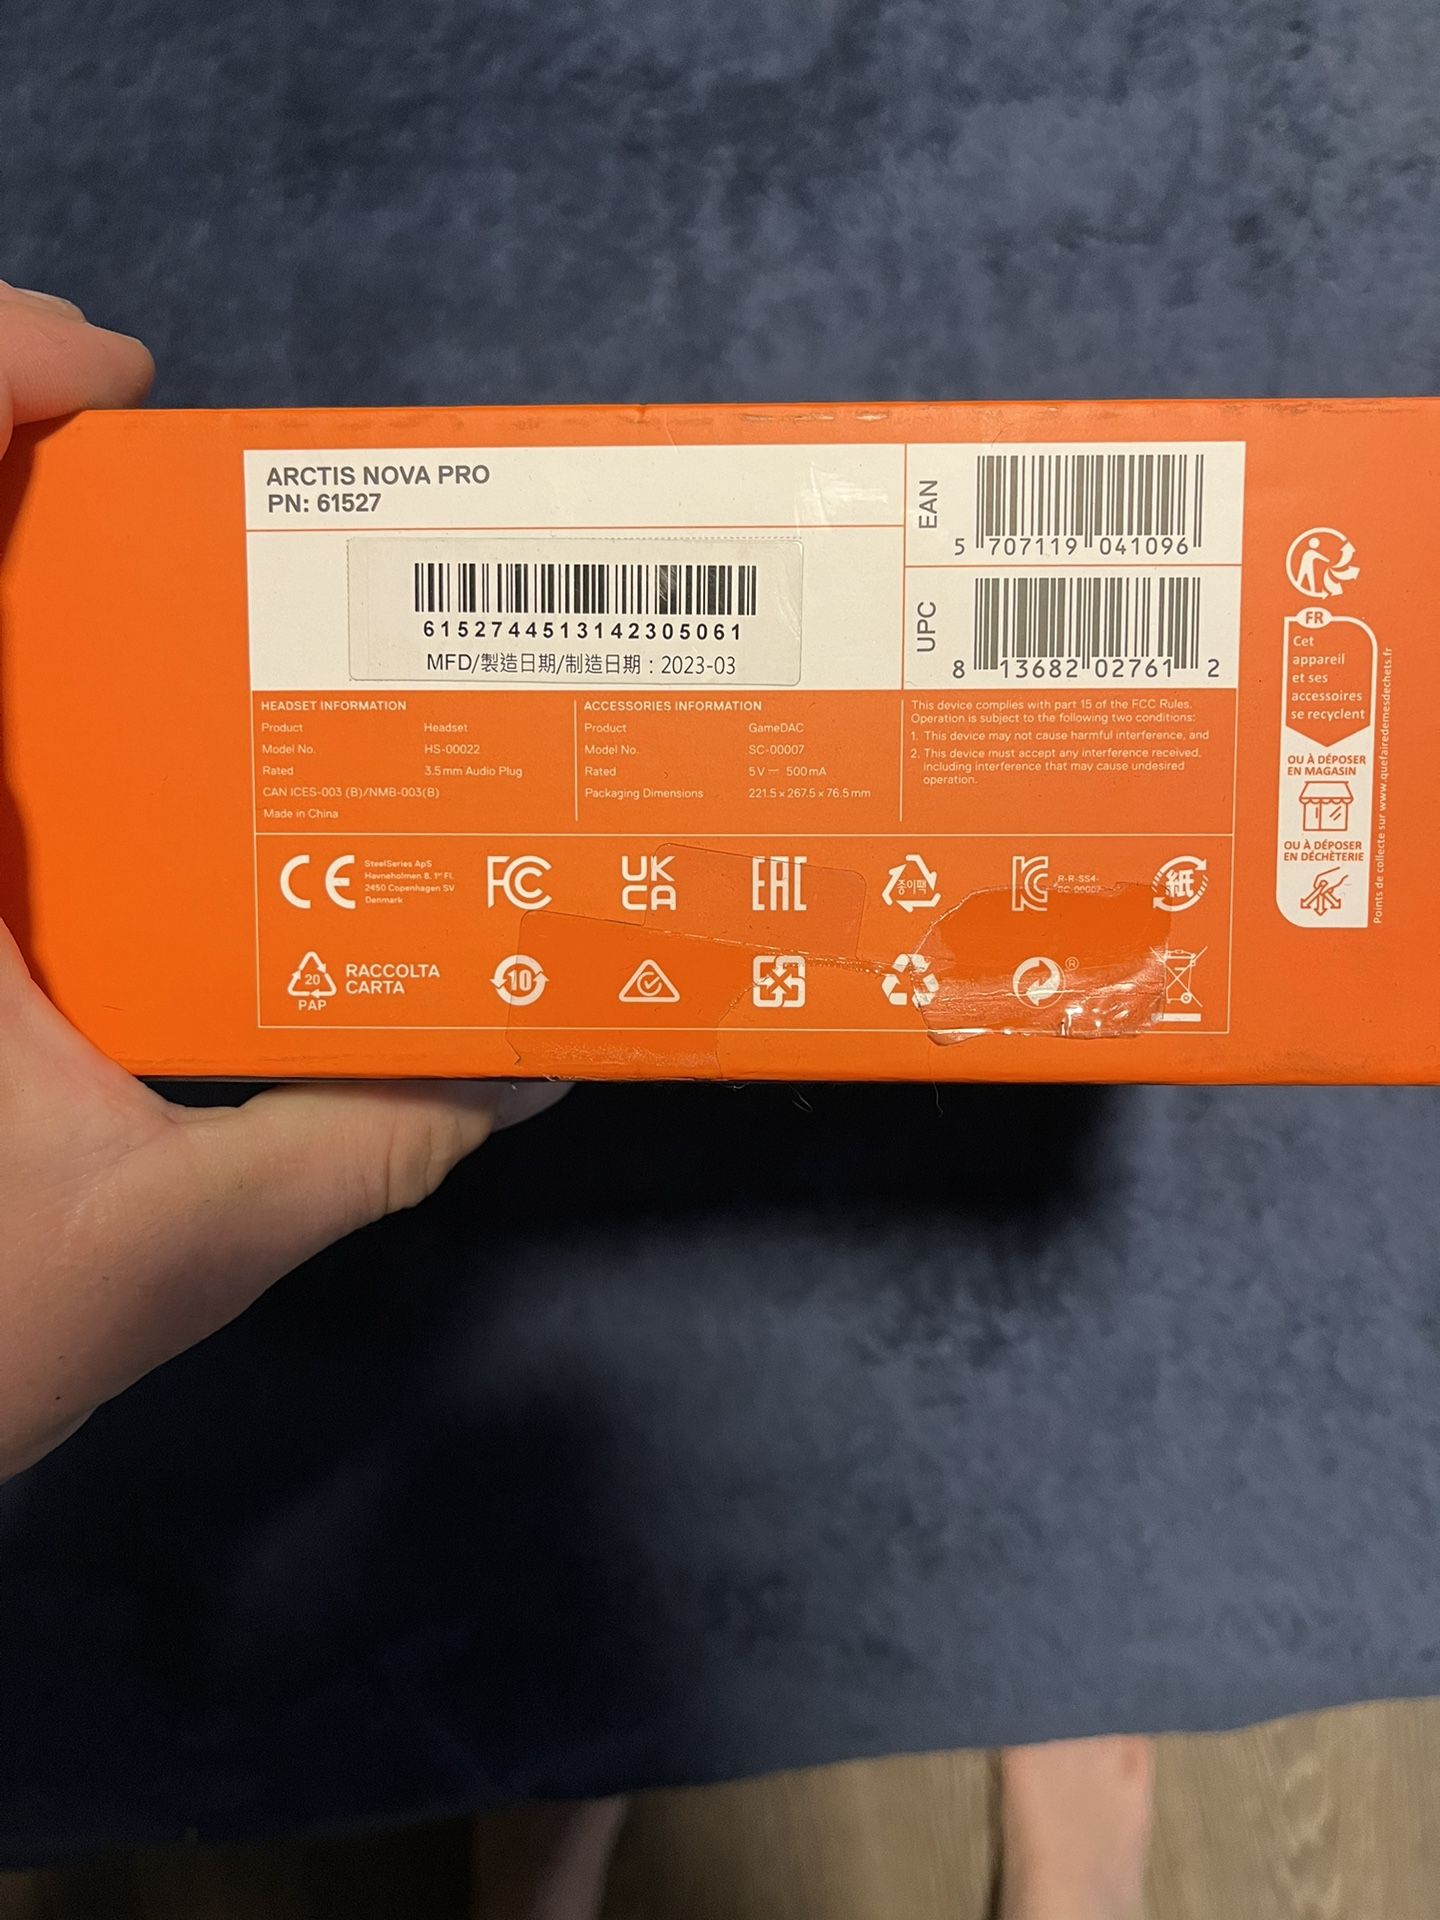 ARCTIS NOVA PRO
PN: 61527
6152744513142305061
MFD/製造日期/制造日期 : 2023-03
EAN
5 707119 041096
UPC
8 13682 02761 2
HEADSET INFORMATION
Product Headset
Model No. HS-00022
Rated 3.5mm Audio Plug
CAN ICES-003 (B)/NMB-003(B)
Made in China
ACCESSORIES INFORMATION
Product GameDAC
Model No. SC-00007
Rated 5V 500mA
Packaging Dimensions 221.5 x 267.5 x 76.5 mm
This device complies with part 15 of the FCC Rules.
Operation is subject to the following two conditions:
1. This device may not cause harmful interference, and
2. This device must accept any interference received,
including interference that may cause undesired
operation.
CE
SteelSeries ApS
Havneholmen 8, 1st Fl.
2450 Copenhagen SV
Denmark
FC
UK
CA
EAC
종이팩
R-R-SS4-
SC-00007
紙
20
PAP
RACCOLTA
CARTA
10
®
FR
Cet
appareil
et ses
accessoires
se recyclent
OU À DÉPOSER
EN MAGASIN
OU À DÉPOSER
EN DÉCHÈTERIE
Points de collecte sur www.quefairedemesdechets.fr